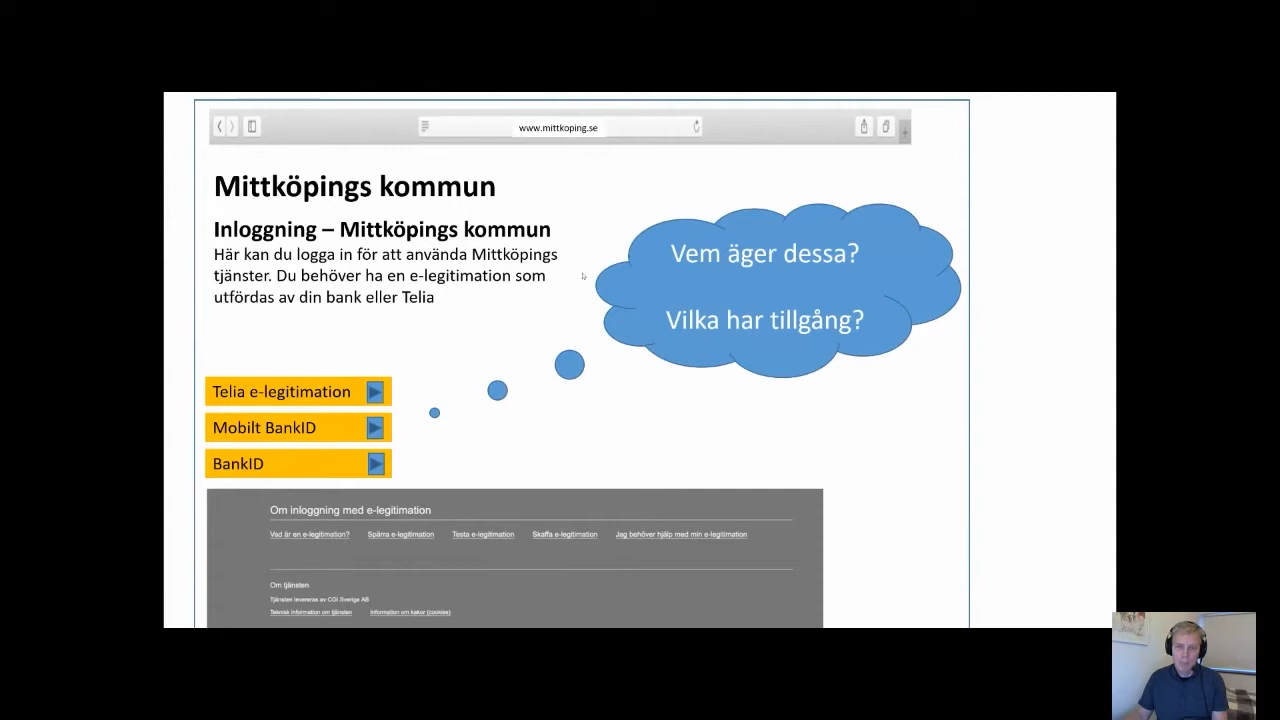 www.mittkoping.se
Mittköpings kommun
Inloggning – Mittköpings kommun
Här kan du logga in för att använda Mittköpings
tjänster. Du behöver ha en e-legitimation som
utfördas av din bank eller Telia
Vem äger dessa?
Vilka har tillgång?
Telia e-legitimation
Mobilt BankID
BankID
Om inloggning med e-legitimation
Vad är en e-legitimation? Spärra e-legitimation Testa e-legitimation Skaffa e-legitimation Jag behöver hjälp med min e-legitimation
Om tjänsten
Tjänsten levereras av CGI Sverige AB
Teknisk information om tjänsten Information om kakor (cookies)